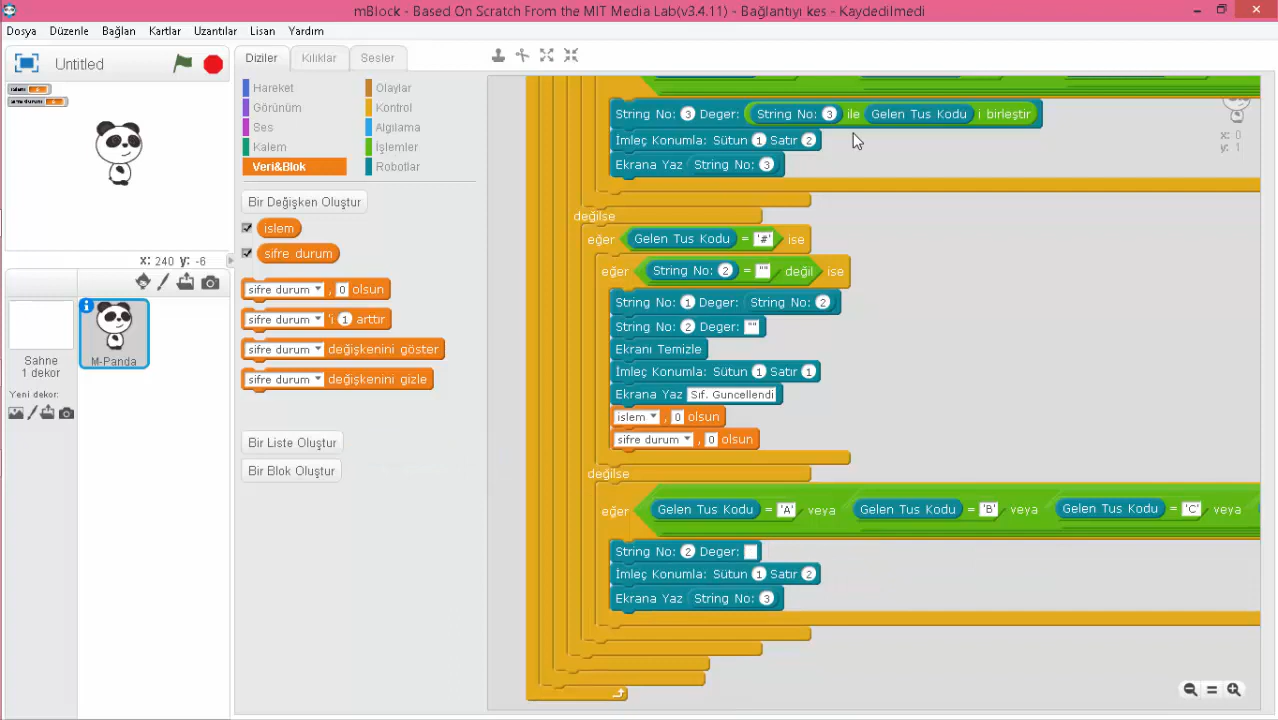 mBlock - Based On Scratch From the MIT Media Lab(v3.4.11) - Bağlantıyı kes - Kaydedilmedi
Dosya Düzenle Bağlan Kartlar Uzantılar Lisan Yardım
Untitled
islem
sifre durum
x: 240 y: -6
Sahne
1 dekor
Yeni dekor:
M-Panda
Diziler Kılıklar Sesler
Hareket Olaylar
Görünüm Kontrol
Ses Algılama
Kalem İşlemler
Veri&Blok Robotlar
Bir Değişken Oluştur
islem
sifre durum
sifre durum , 0 olsun
sifre durum 'i 1 arttır
sifre durum değişkenini göster
sifre durum değişkenini gizle
Bir Liste Oluştur
Bir Blok Oluştur
String No: 3 Deger: String No: 3 ile Gelen Tus Kodu i birleştir
İmleç Konumla: Sütun 1 Satır 2
Ekrana Yaz String No: 3
değilse
eğer Gelen Tus Kodu = '#' ise
eğer String No: 2 = "" değil ise
String No: 1 Deger: String No: 2
String No: 2 Deger: ""
Ekranı Temizle
İmleç Konumla: Sütun 1 Satır 1
Ekrana Yaz Sıf. Guncellendi
islem , 0 olsun
sifre durum , 0 olsun
değilse
eğer Gelen Tus Kodu = 'A' veya Gelen Tus Kodu = 'B' veya Gelen Tus Kodu = 'C' veya
String No: 2 Deger:
İmleç Konumla: Sütun 1 Satır 2
Ekrana Yaz String No: 3
x: 0
y: 1